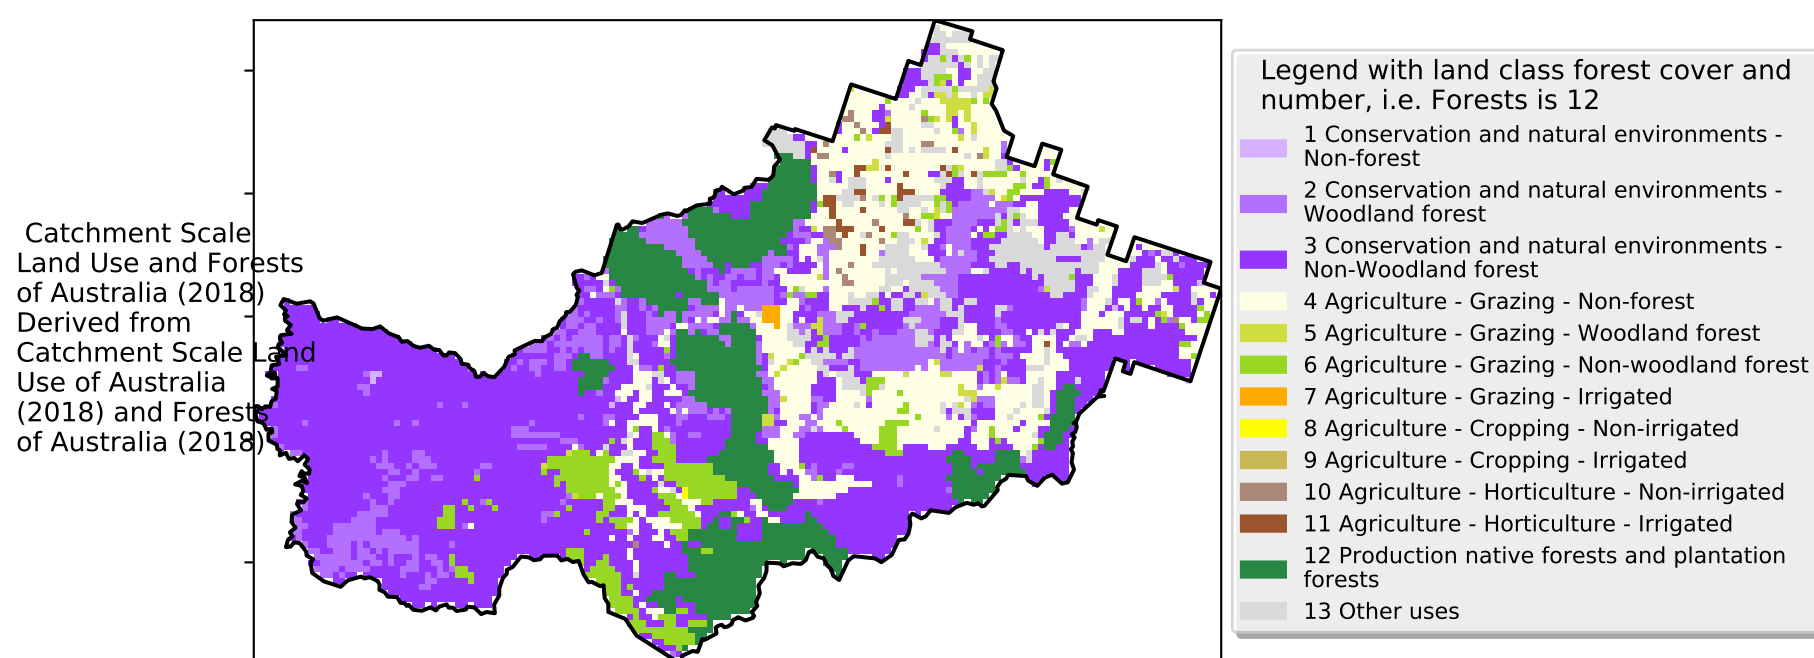 Catchment Scale
Land Use and Forests
of Australia (2018)
Derived from
Catchment Scale Land
Use of Australia
(2018) and Forests
of Australia (2018)
Legend with land class forest cover and
number, i.e. Forests is 12
1 Conservation and natural environments -
Non-forest
2 Conservation and natural environments -
Woodland forest
3 Conservation and natural environments -
Non-Woodland forest
4 Agriculture - Grazing - Non-forest
5 Agriculture - Grazing - Woodland forest
6 Agriculture - Grazing - Non-woodland forest
7 Agriculture - Grazing - Irrigated
8 Agriculture - Cropping - Non-irrigated
9 Agriculture - Cropping - Irrigated
10 Agriculture - Horticulture - Non-irrigated
11 Agriculture - Horticulture - Irrigated
12 Production native forests and plantation
forests
13 Other uses